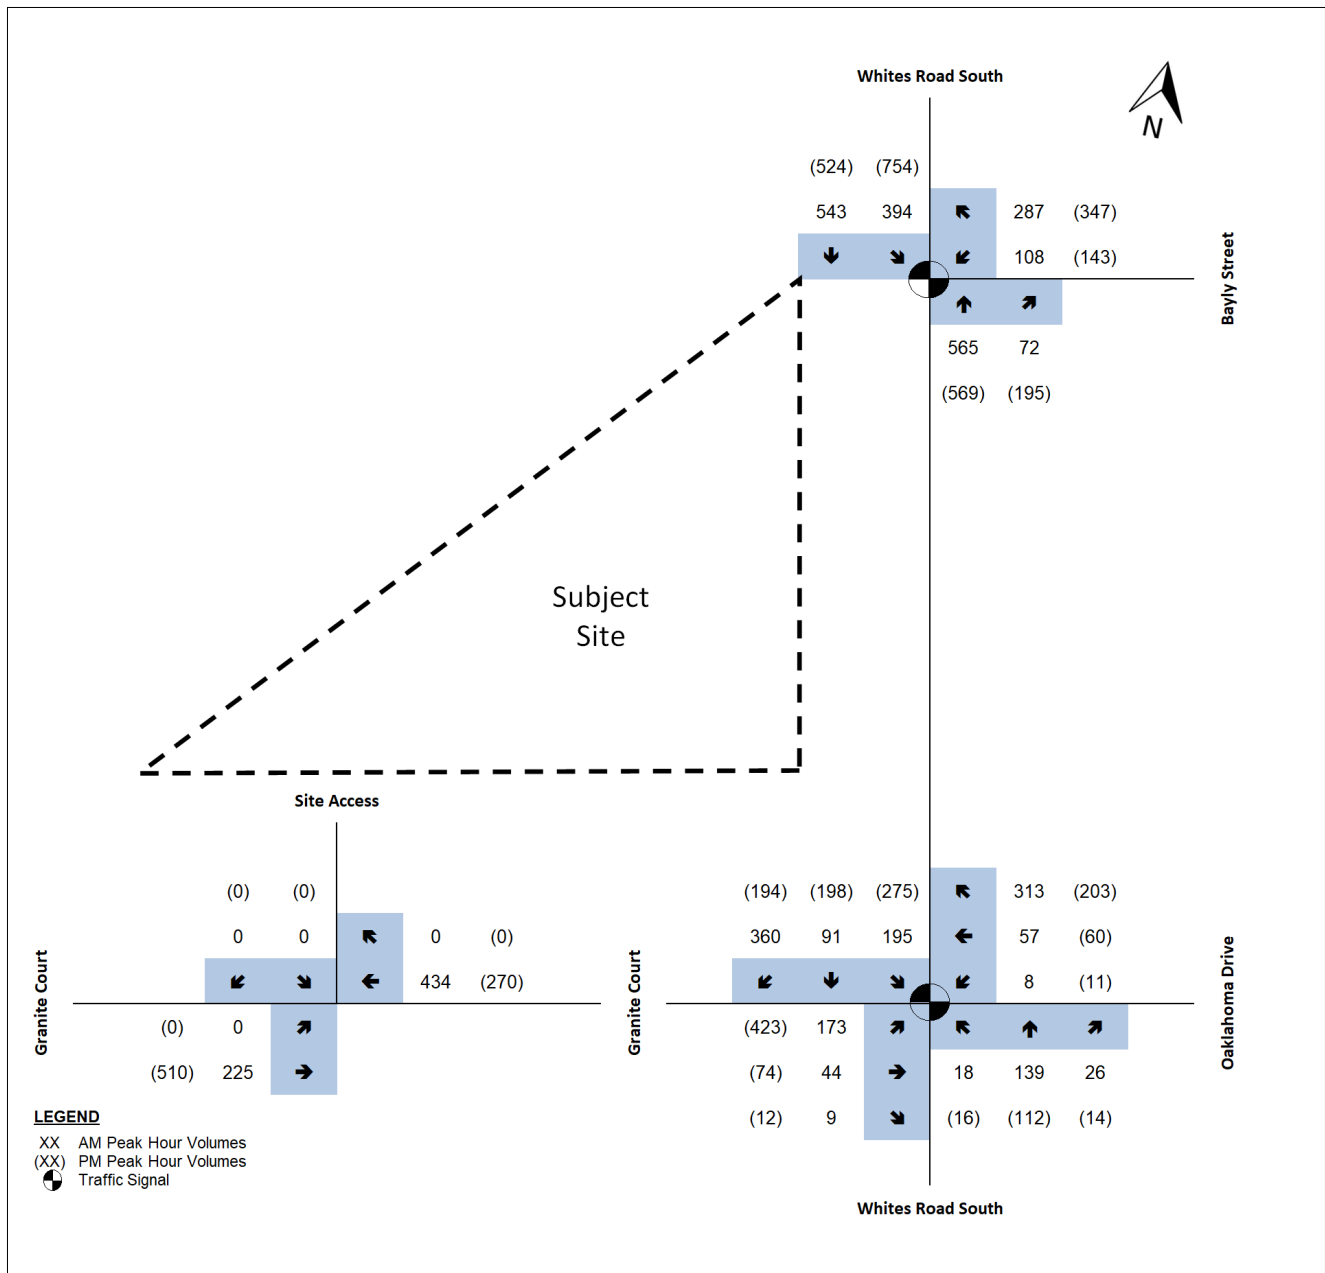 Whites Road South
N
(524) (754)
543 394 287 (347)
108 (143)
Bayly Street
565 72
(569) (195)
Subject
Site
Site Access
(0) (0)
0 0 0 (0)
434 (270)
Granite Court
(0) 0
(510) 225
(194) (198) (275) 313 (203)
360 91 195 57 (60)
8 (11)
Granite Court
Oaklahoma Drive
(423) 173
(74) 44 18 139 26
(12) 9 (16) (112) (14)
LEGEND
XX AM Peak Hour Volumes
(XX) PM Peak Hour Volumes
Traffic Signal
Whites Road South